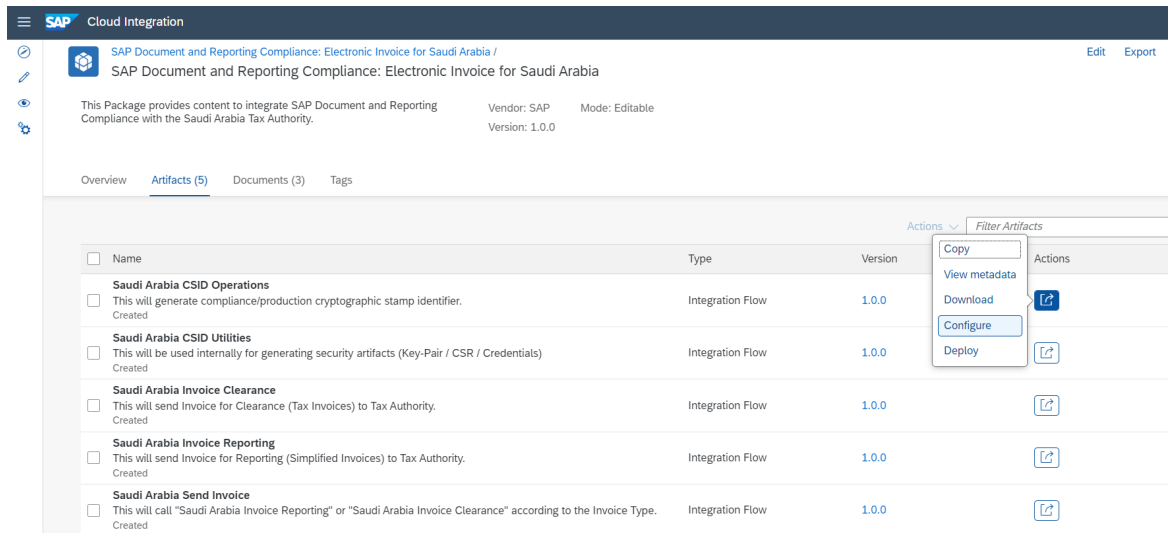 SAP Cloud Integration
SAP Document and Reporting Compliance: Electronic Invoice for Saudi Arabia /
Edit Export
SAP Document and Reporting Compliance: Electronic Invoice for Saudi Arabia
This Package provides content to integrate SAP Document and Reporting
Compliance with the Saudi Arabia Tax Authority.
Vendor: SAP Mode: Editable
Version: 1.0.0
Overview Artifacts (5) Documents (3) Tags
Actions Filter Artifacts
Name Type Version Actions
Copy
View metadata
Download
Configure
Deploy
Saudi Arabia CSID Operations
This will generate compliance/production cryptographic stamp identifier. Integration Flow 1.0.0
Created
Saudi Arabia CSID Utilities
This will be used internally for generating security artifacts (Key-Pair / CSR / Credentials) Integration Flow 1.0.0
Created
Saudi Arabia Invoice Clearance
This will send Invoice for Clearance (Tax Invoices) to Tax Authority. Integration Flow 1.0.0
Created
Saudi Arabia Invoice Reporting
This will send Invoice for Reporting (Simplified Invoices) to Tax Authority. Integration Flow 1.0.0
Created
Saudi Arabia Send Invoice
This will call "Saudi Arabia Invoice Reporting" or "Saudi Arabia Invoice Clearance" according to the Invoice Type. Integration Flow 1.0.0
Created